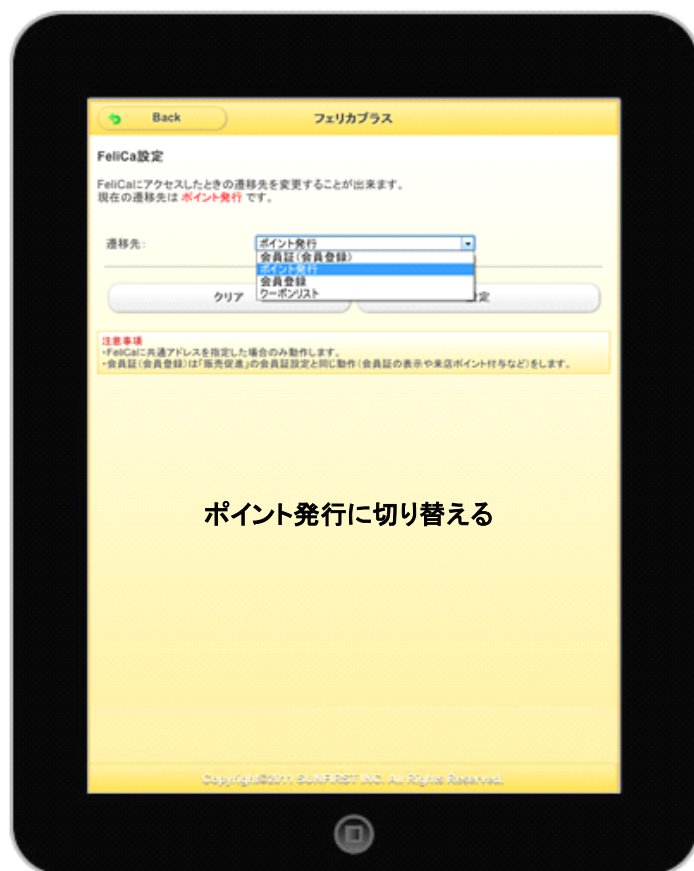 Back
フェリカプラス
FeliCa設定
FeliCaにアクセスしたときの遷移先を変更することが出来ます。
現在の遷移先は ポイント発行 です。
遷移先:
ポイント発行
会員証(会員登録)
ポイント発行
会員登録
クーポンリスト
クリア
設定
注意事項
・FeliCaに共通アドレスを指定した場合のみ動作します。
・会員証(会員登録)は「販売促進」の会員証設定と同じ動作(会員証の表示や来店ポイント付与など)をします。
ポイント発行に切り替える
Copyright©2011 SUNFIRST INC. All Rights Reserved.